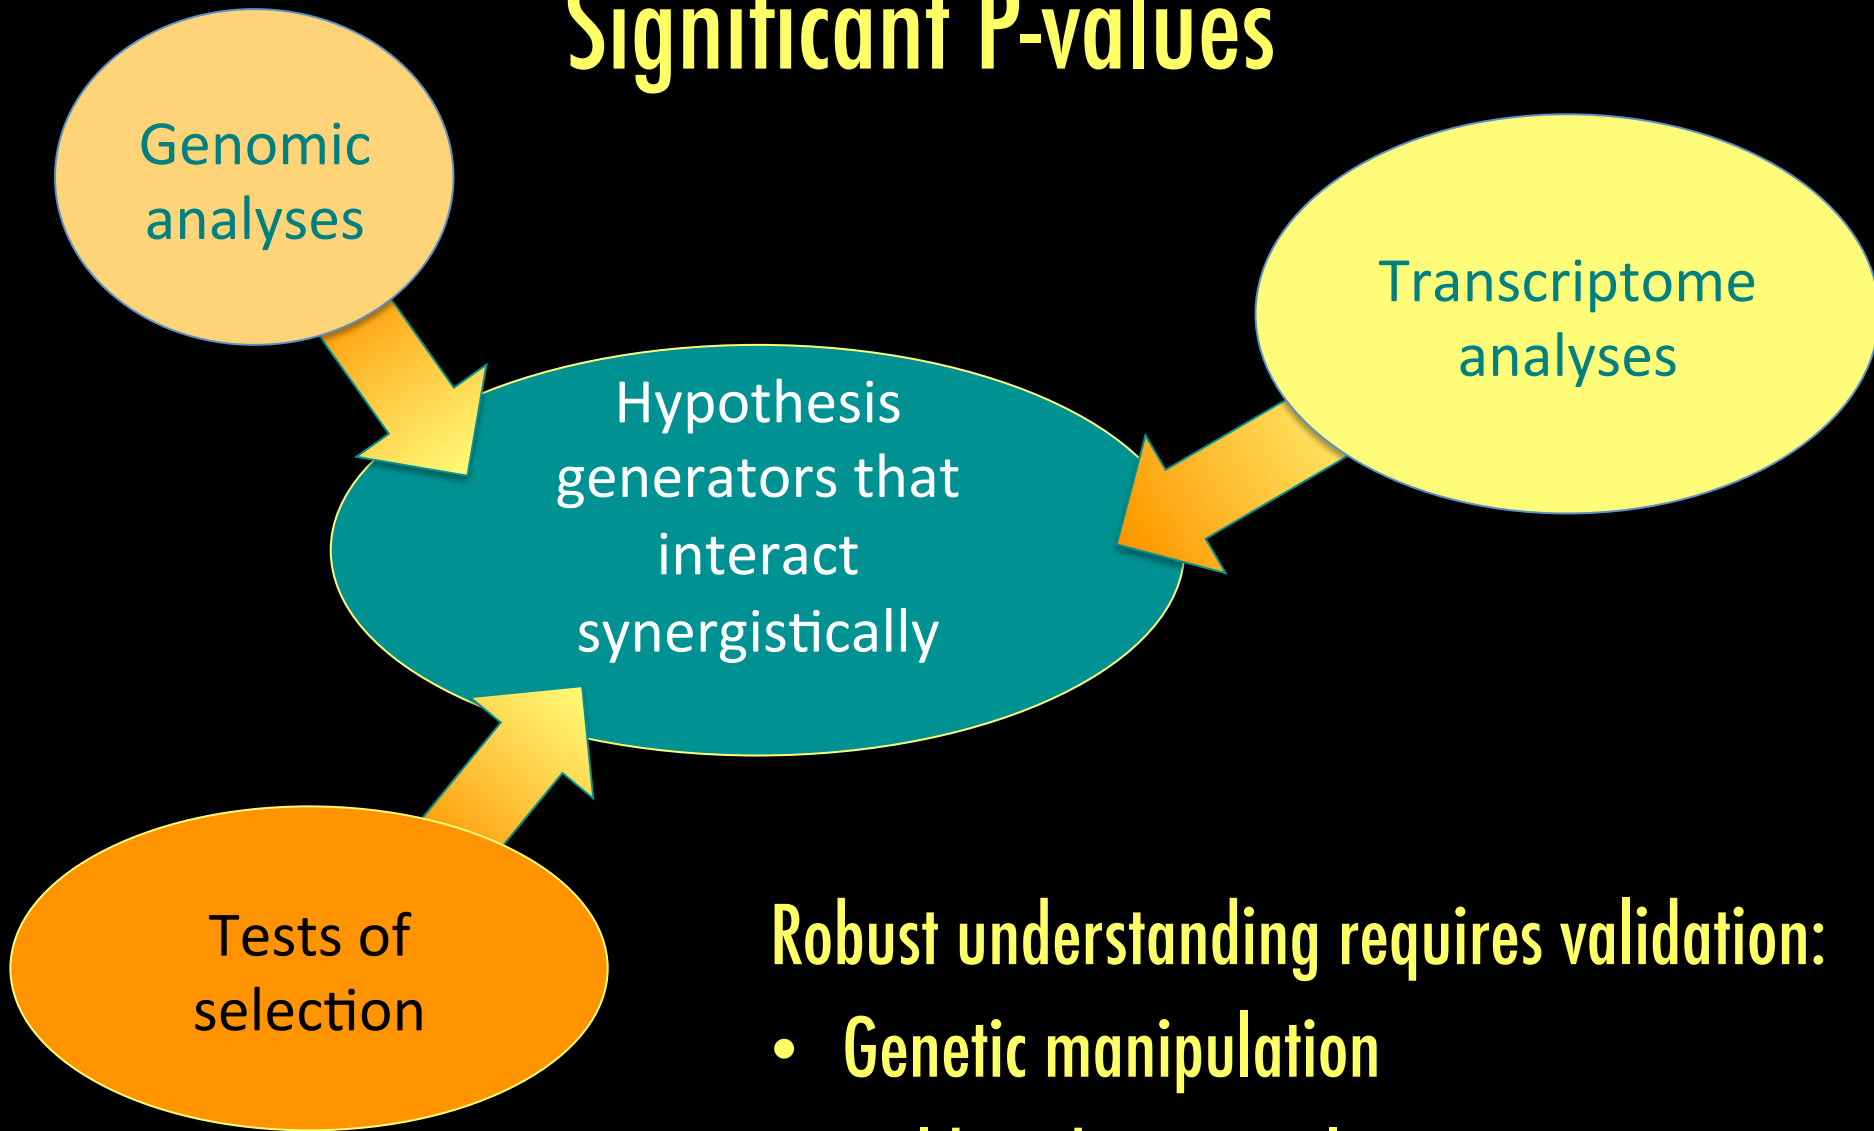 Significant P-values
Genomic
analyses
Transcriptome
analyses
Hypothesis
generators that
interact
synergistically
Tests of
selection
Robust understanding requires validation:
• Genetic manipulation